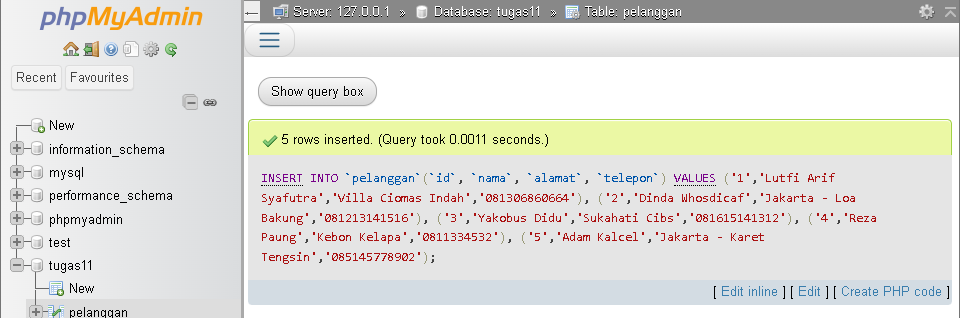 phpMyAdmin
Recent Favourites
New
information_schema
mysql
performance_schema
phpmyadmin
test
tugas11
New
pelanggan
Server: 127.0.0.1 » Database: tugas11 » Table: pelanggan
Show query box
5 rows inserted. (Query took 0.0011 seconds.)
INSERT INTO `pelanggan`(`id`, `nama`, `alamat`, `telepon`) VALUES ('1','Lutfi Arif
Syafutra','Villa Ciomas Indah','081306860664'), ('2','Dinda Whosdicaf','Jakarta - Loa
Bakung','081213141516'), ('3','Yakobus Didu','Sukahati Cibs','081615141312'), ('4','Reza
Paung','Kebon Kelapa','0811334532'), ('5','Adam Kalcel','Jakarta - Karet
Tengsin','085145778902');
[ Edit inline ] [ Edit ] [ Create PHP code ]